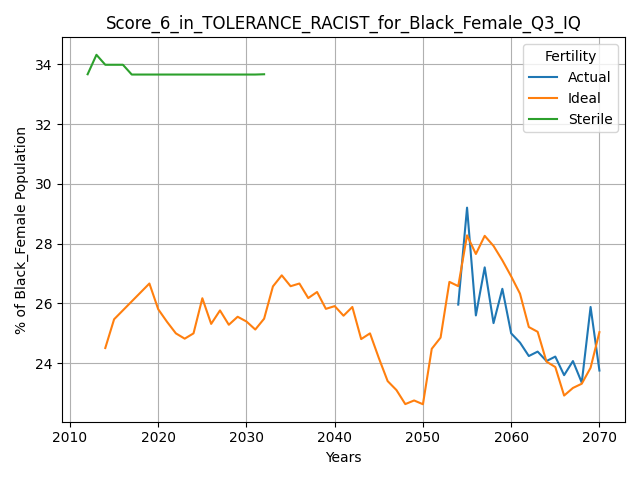 Score_6_in_TOLERANCE_RACIST_for_Black_Female_Q3_IQ
% of Black_Female Population
34
32
30
28
26
24
Fertility
Actual
Ideal
Sterile
2010 2020 2030 2040 2050 2060 2070
Years